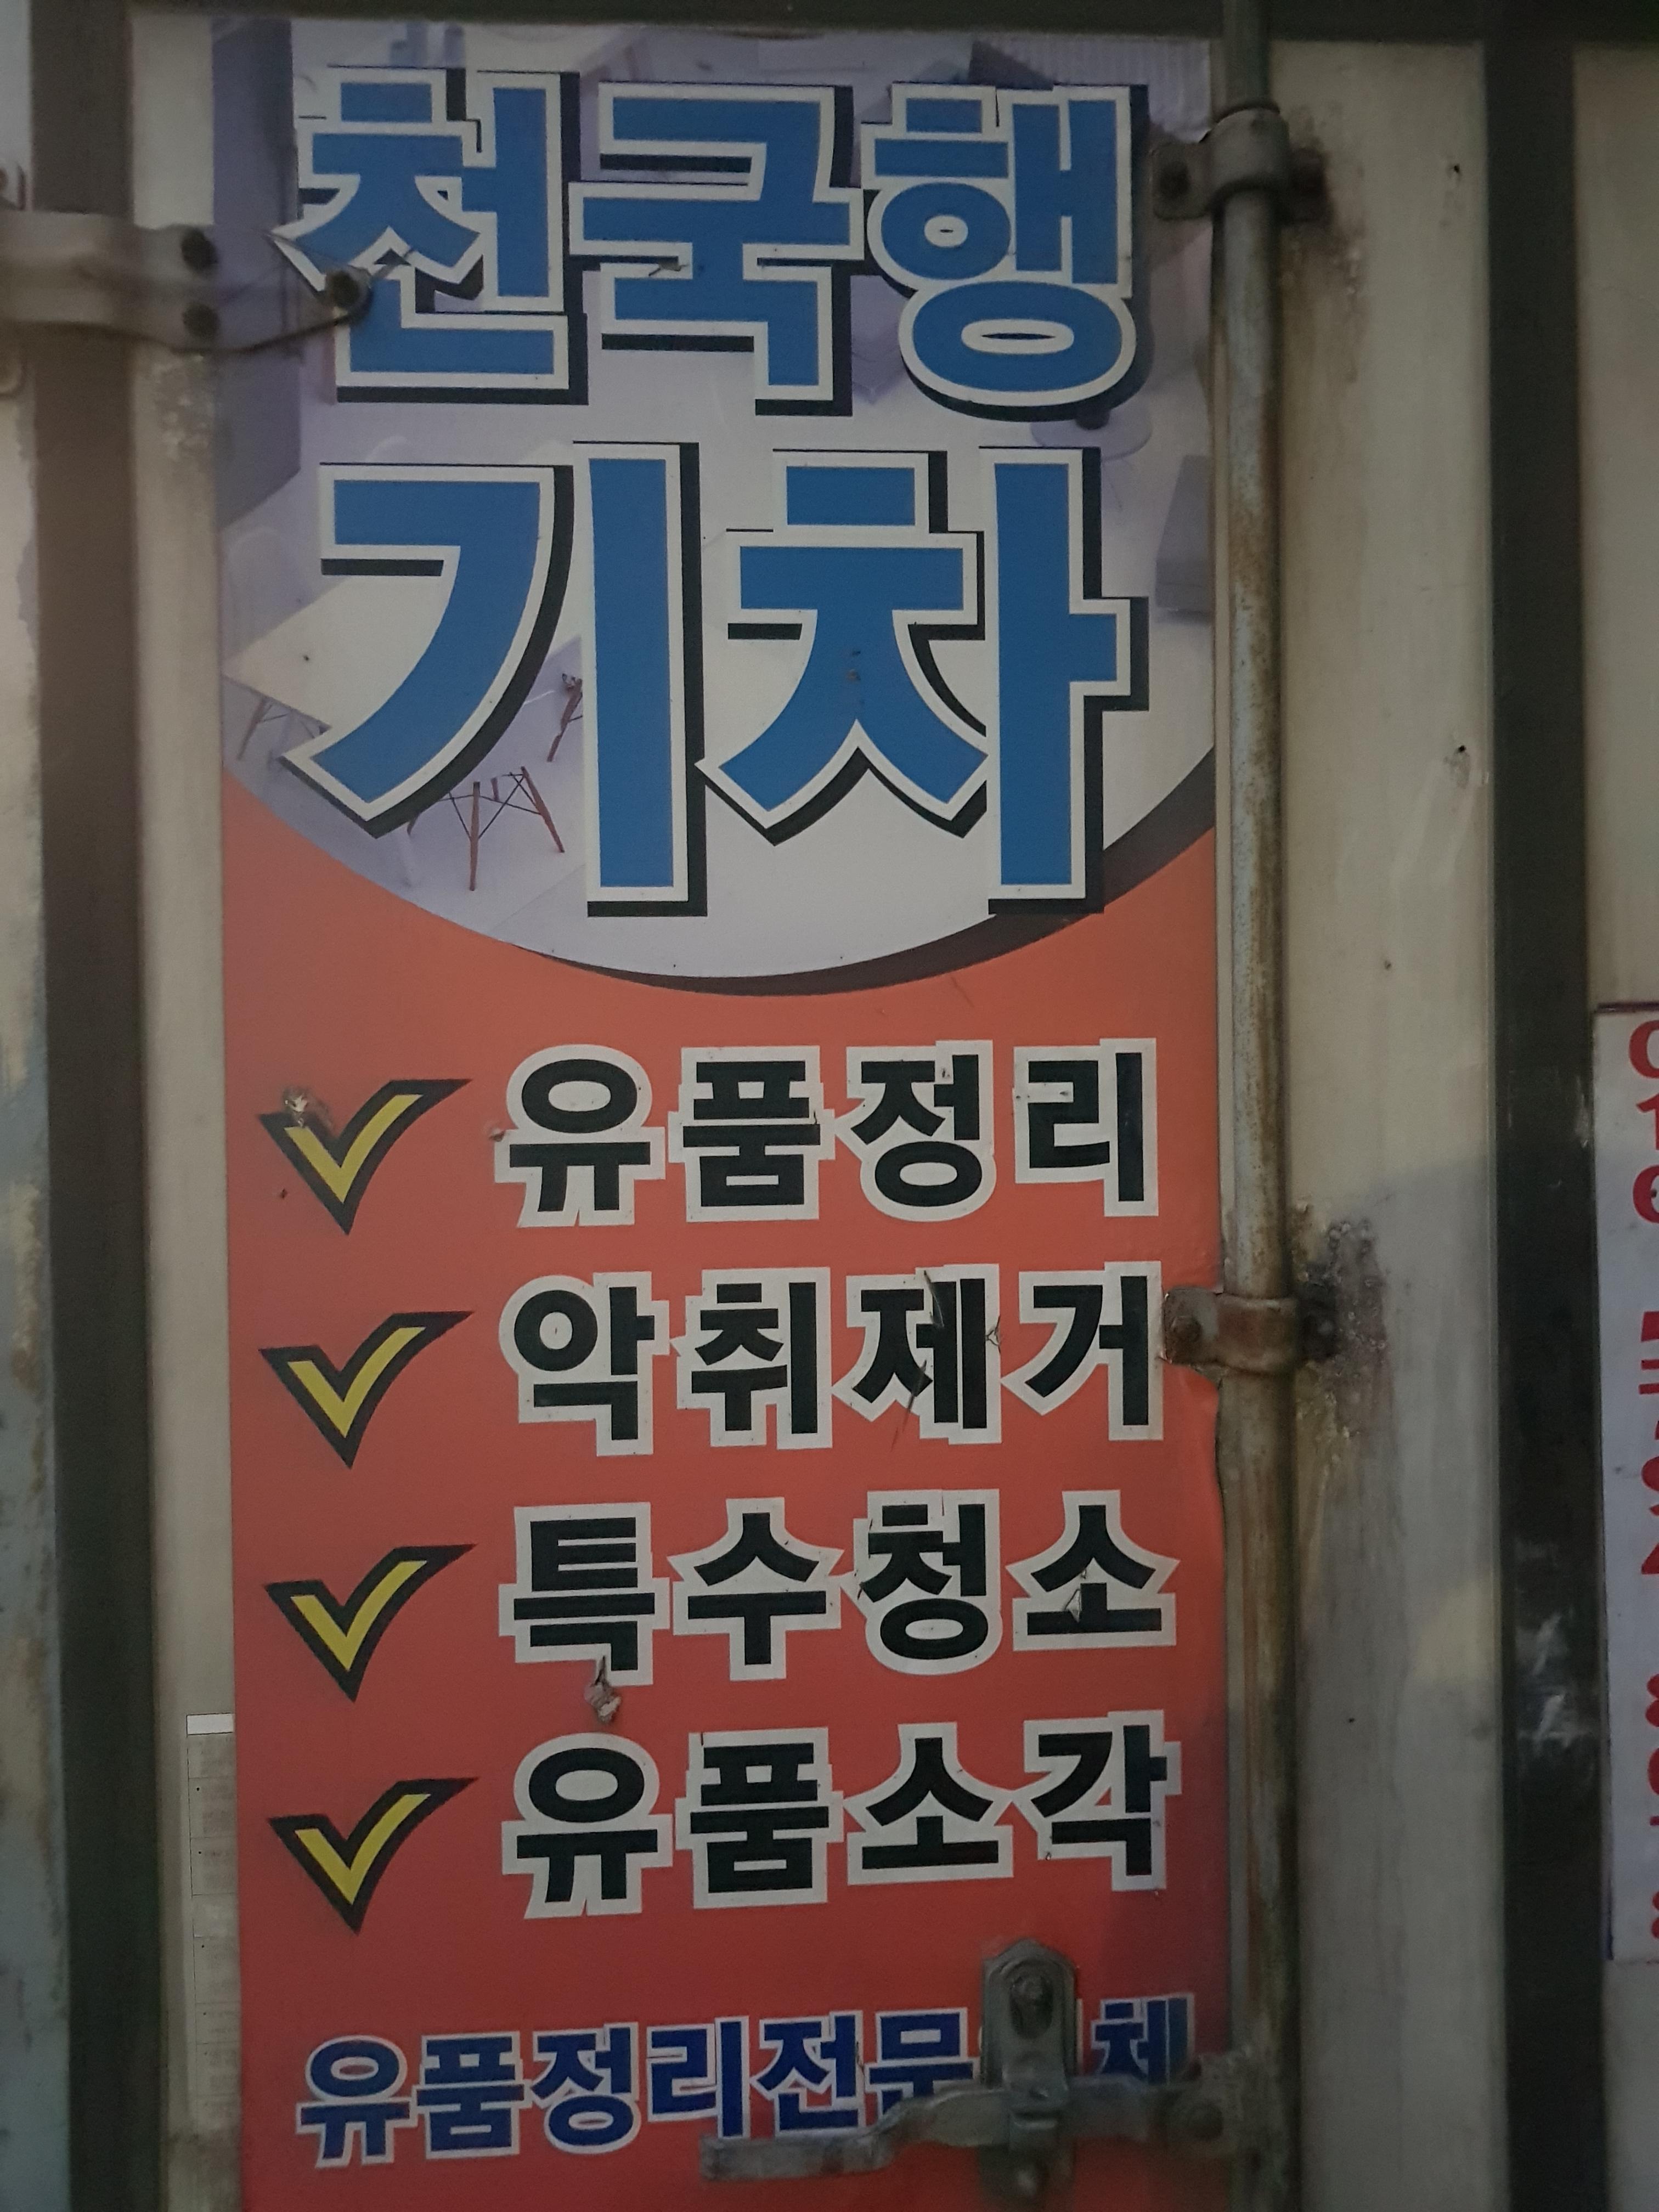 천국행
기차
유품정리
악취제거
특수청소
유품소각
유품정리전문 체